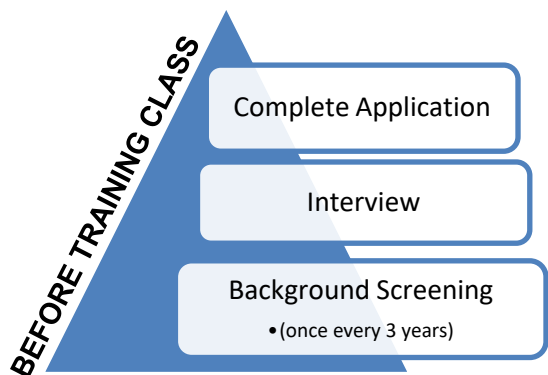 BEFORE TRAINING CLASS
Complete Application
Interview
Background Screening
•(once every 3 years)